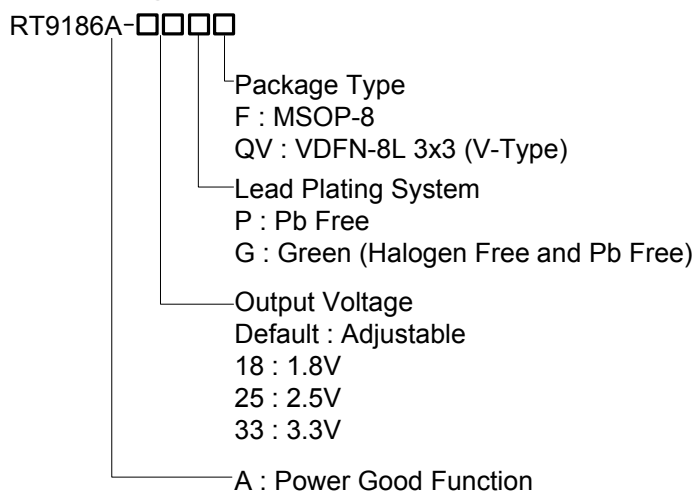 RT9186A-□□□□
Package Type
F : MSOP-8
QV : VDFN-8L 3x3 (V-Type)
Lead Plating System
P : Pb Free
G : Green (Halogen Free and Pb Free)
Output Voltage
Default : Adjustable
18 : 1.8V
25 : 2.5V
33 : 3.3V
A : Power Good Function